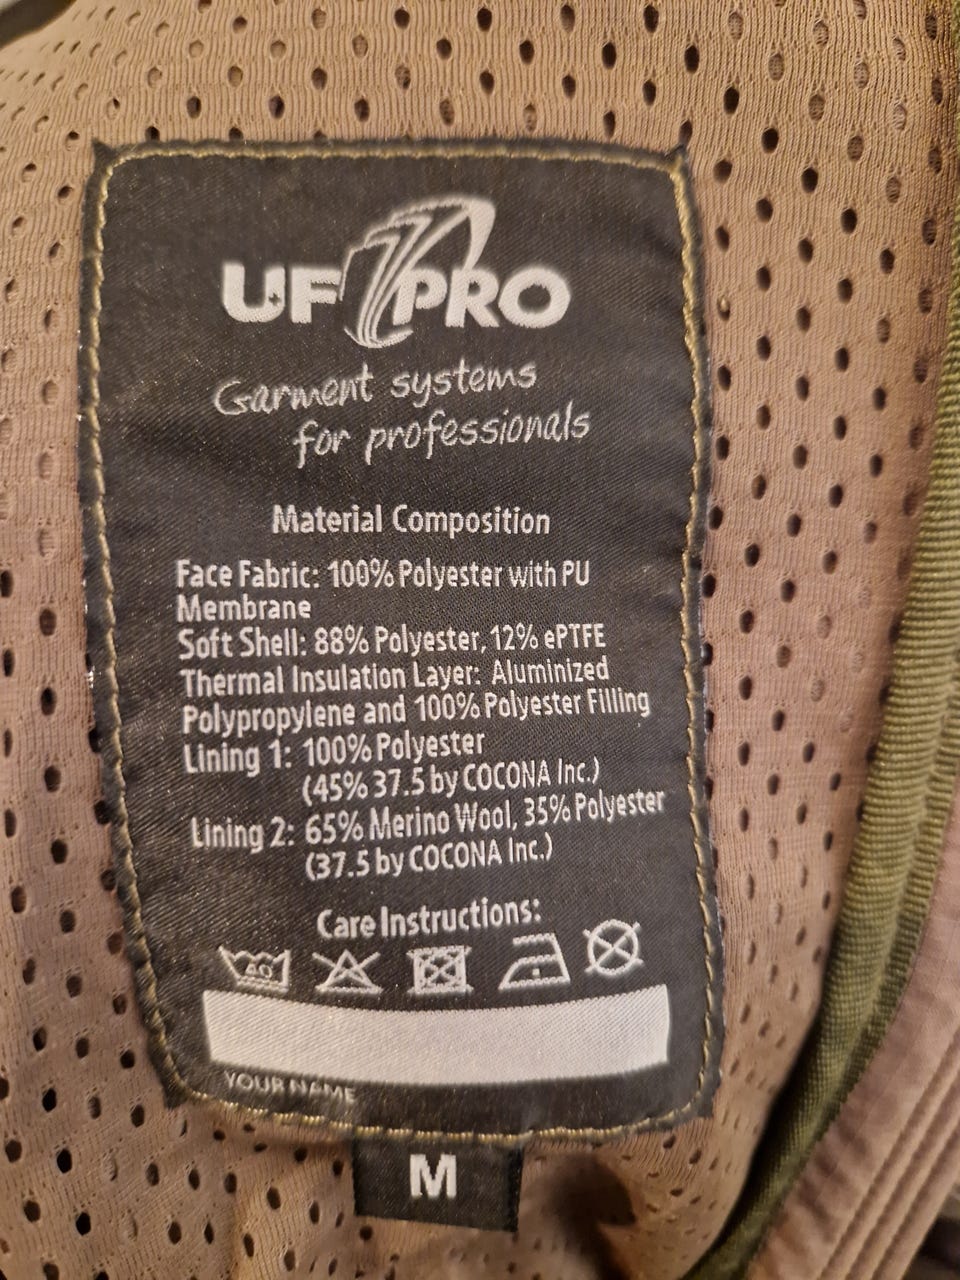 UF PRO
Garment systems
for professionals
Material Composition
Face Fabric: 100% Polyester with PU
Membrane
Soft Shell: 88% Polyester, 12% ePTFE
Thermal Insulation Layer: Aluminized
Polypropylene and 100% Polyester Filling
Lining 1: 100% Polyester
(45% 37.5 by COCONA Inc.)
Lining 2: 65% Merino Wool, 35% Polyester
(37.5 by COCONA Inc.)
Care Instructions:
40
YOUR NAME
M